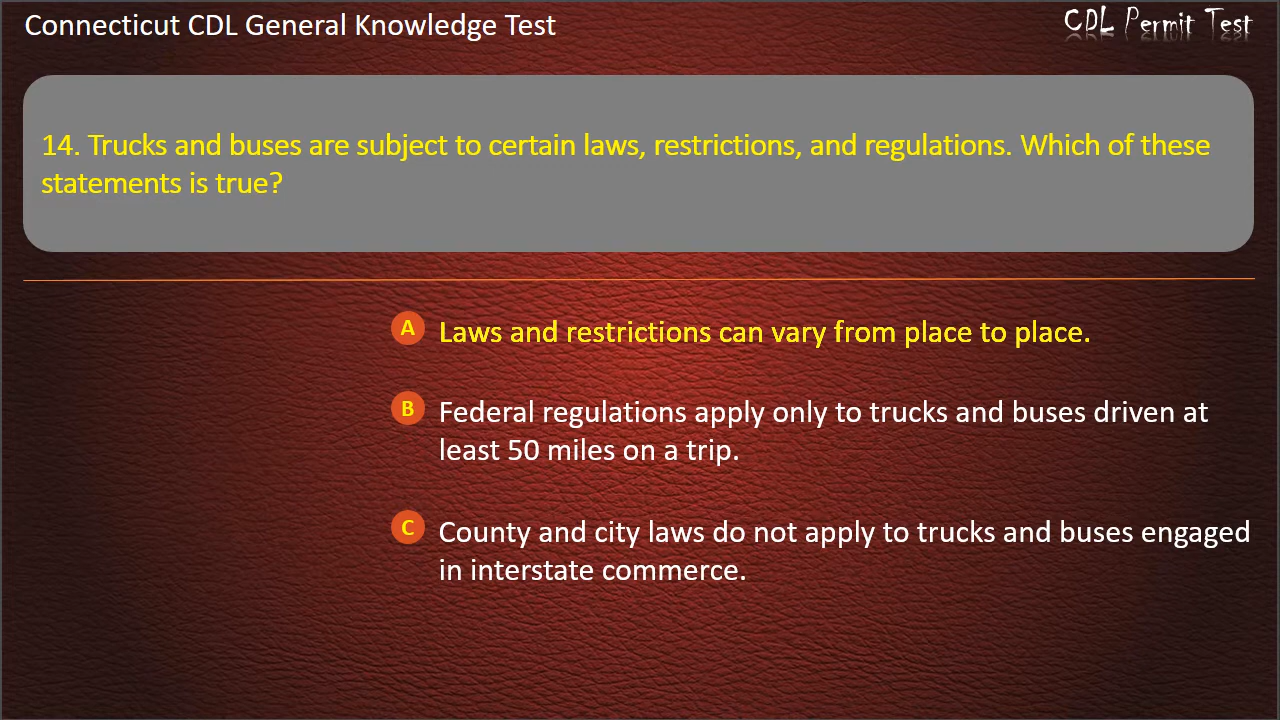 Connecticut CDL General Knowledge Test
CDL Permit Test
14. Trucks and buses are subject to certain laws, restrictions, and regulations. Which of these
statements is true?
A Laws and restrictions can vary from place to place.
B Federal regulations apply only to trucks and buses driven at
least 50 miles on a trip.
C County and city laws do not apply to trucks and buses engaged
in interstate commerce.